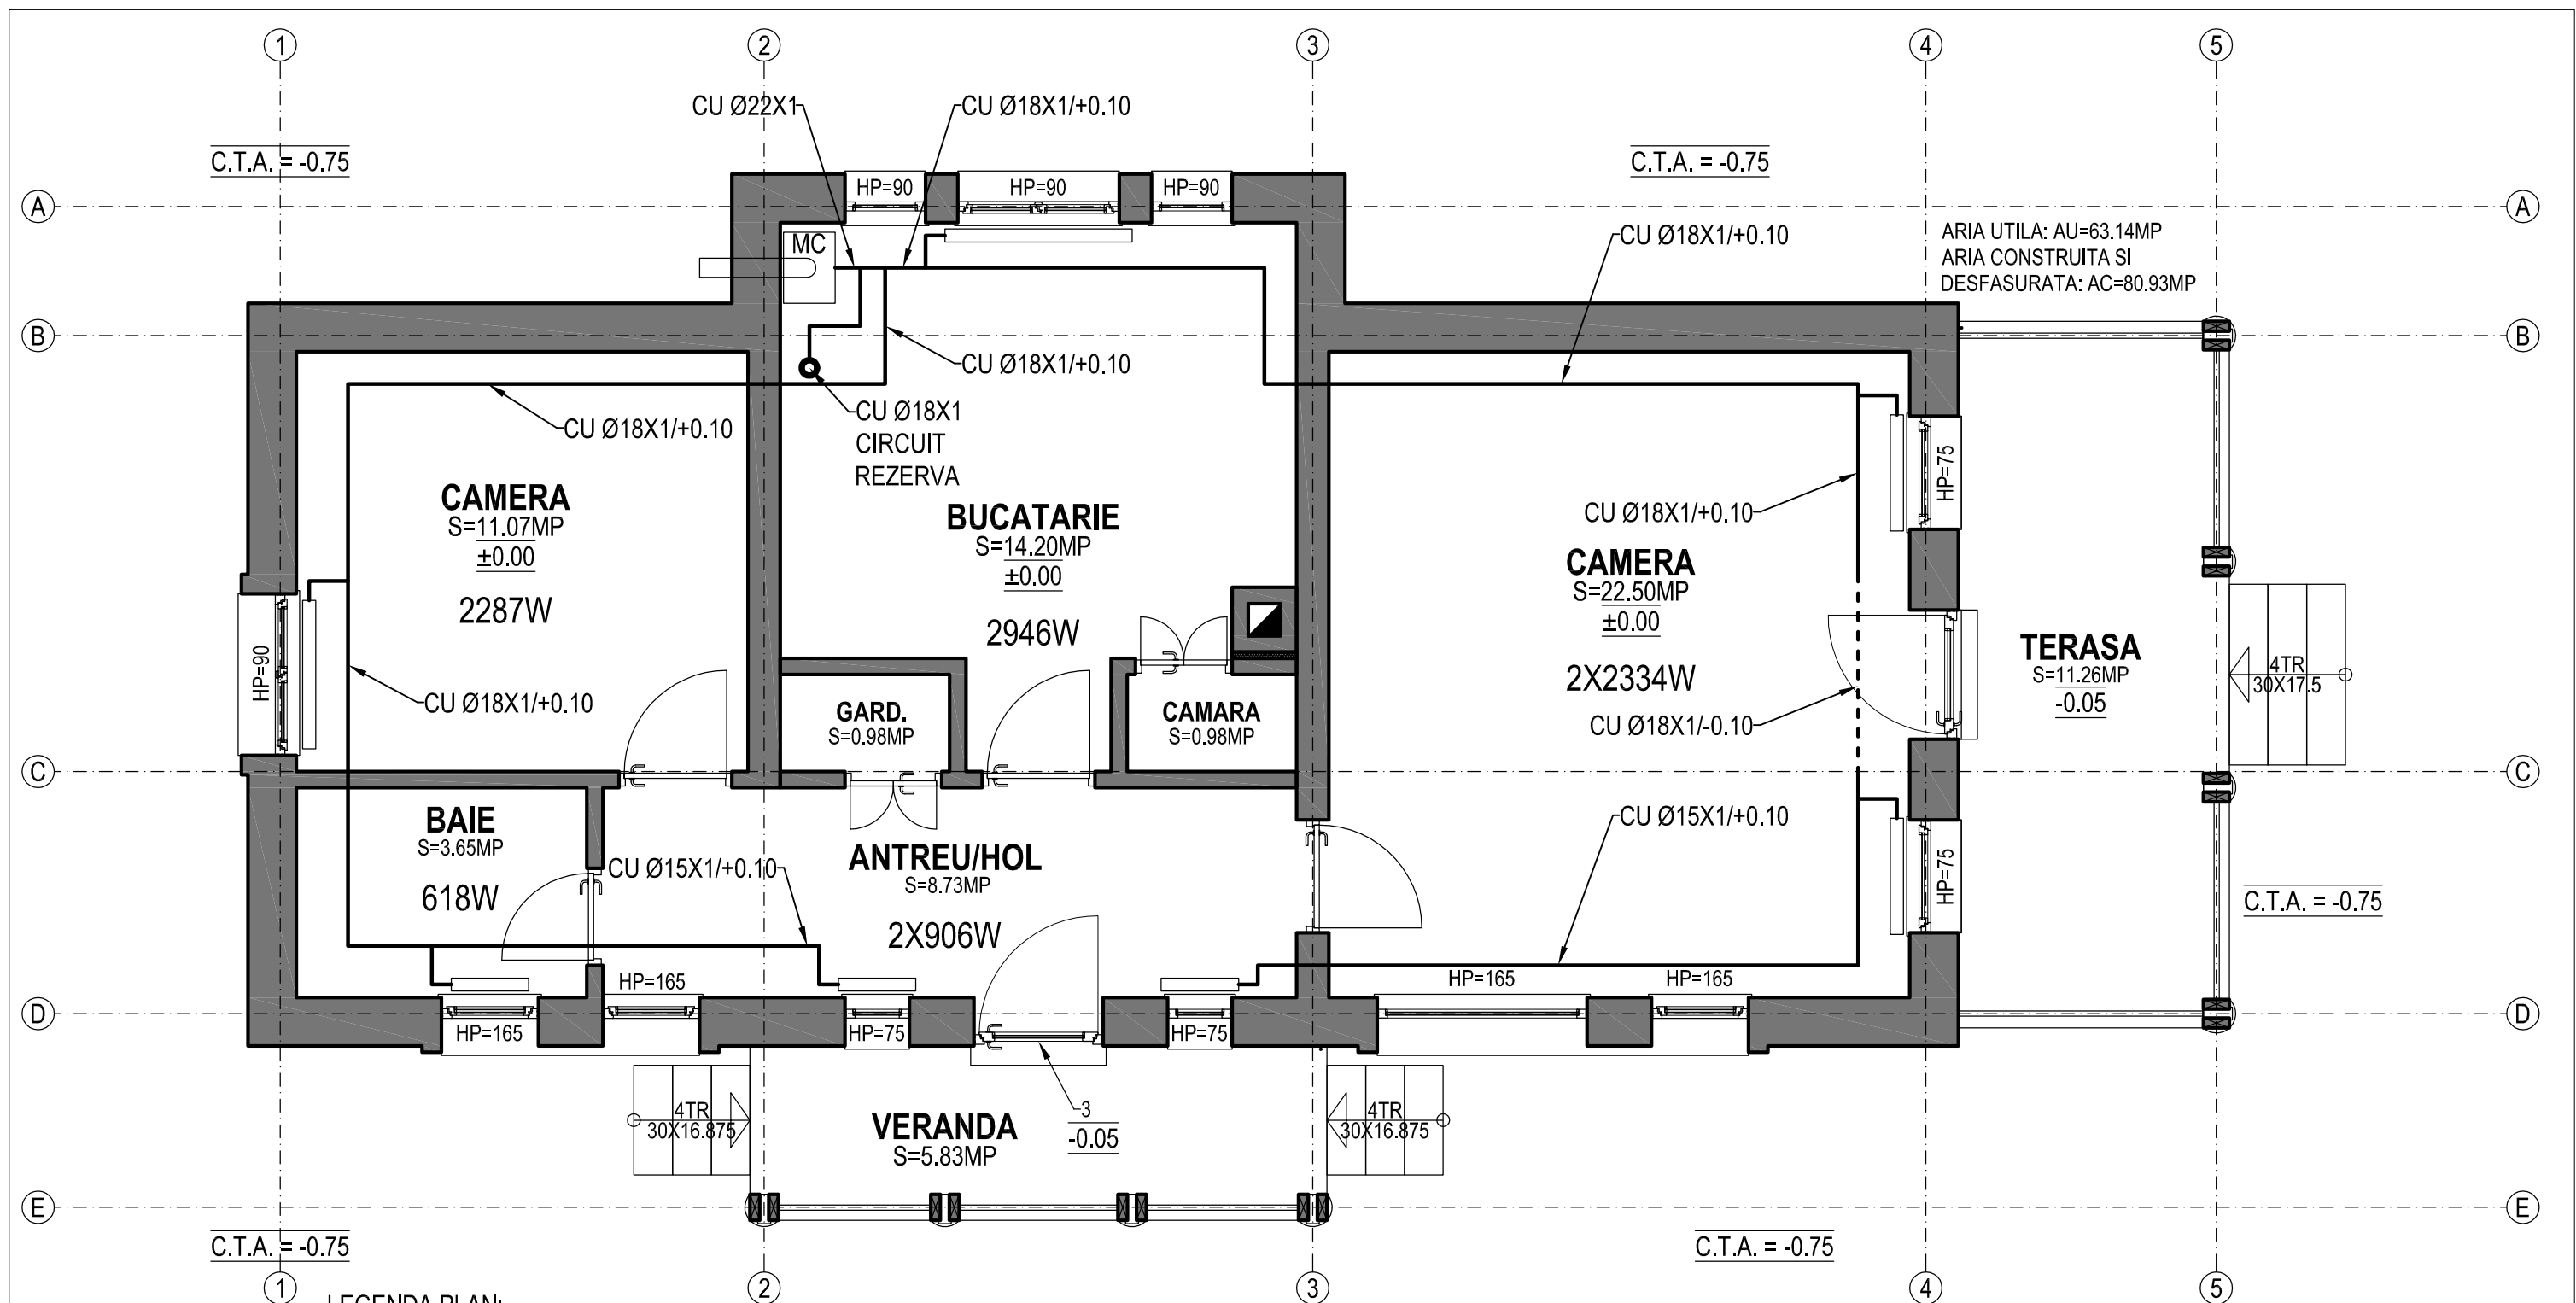 1
2
3
4
5
CU Ø22X1
CU Ø18X1/+0.10
C.T.A. = -0.75
C.T.A. = -0.75
HP=90
HP=90
HP=90
A
A
MC
CU Ø18X1/+0.10
ARIA UTILA: AU=63.14MP
ARIA CONSTRUITA SI
DESFASURATA: AC=80.93MP
B
B
CU Ø18X1/+0.10
CU Ø18X1/+0.10
CU Ø18X1
CIRCUIT
REZERVA
HP=75
CAMERA
S=11.07MP
±0.00
2287W
BUCATARIE
S=14.20MP
±0.00
2946W
CU Ø18X1/+0.10
CAMERA
S=22.50MP
±0.00
2X2334W
CU Ø18X1/-0.10
TERASA
S=11.26MP
-0.05
4TR
30X17.5
HP=90
CU Ø18X1/+0.10
GARD.
S=0.98MP
CAMARA
S=0.98MP
C
C
BAIE
S=3.65MP
618W
CU Ø15X1/+0.10
ANTREU/HOL
S=8.73MP
2X906W
CU Ø15X1/+0.10
HP=75
C.T.A. = -0.75
HP=165
HP=165
HP=165
D
D
HP=165
HP=75
HP=75
4TR
30X16.875
VERANDA
S=5.83MP
3
-0.05
4TR
30X16.875
E
E
C.T.A. = -0.75
C.T.A. = -0.75
1
2
3
4
5
LEGENDA PLAN: